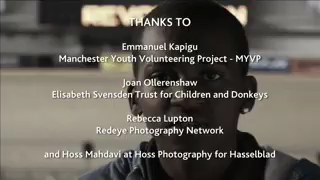 THANKS TO
Emmanuel Kapigu
Manchester Youth Volunteering Project - MYVP
Joan Ollerenshaw
Elisabeth Svensden Trust for Children and Donkeys
Rebecca Lupton
Redeye Photography Network
and Hoss Mahdavi at Hoss Photography for Hasselblad